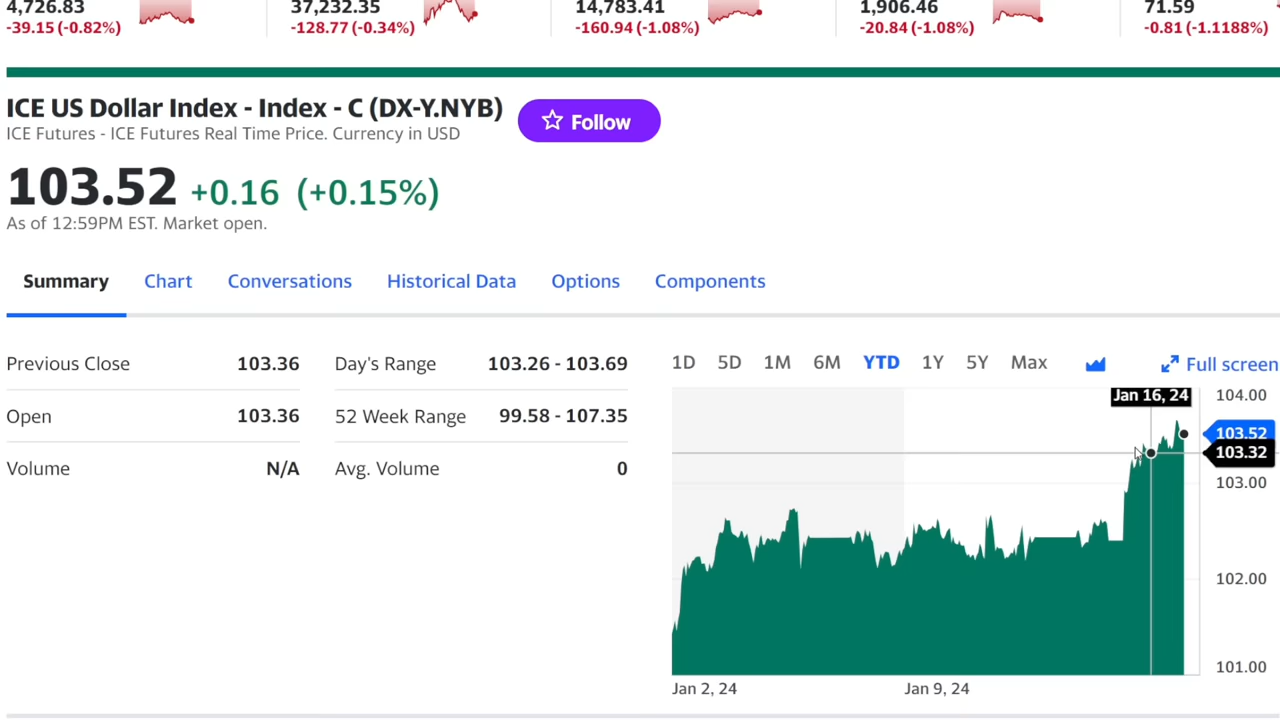 4,726.83 37,232.35 14,783.41 1,906.46 71.59
-39.15 (-0.82%) -128.77 (-0.34%) -160.94 (-1.08%) -20.84 (-1.08%) -0.81 (-1.1188%)
ICE US Dollar Index - Index - C (DX-Y.NYB)
Follow
ICE Futures - ICE Futures Real Time Price. Currency in USD
103.52 +0.16 (+0.15%)
As of 12:59PM EST. Market open.
Summary Chart Conversations Historical Data Options Components
Previous Close 103.36
Open 103.36
Volume N/A
Day's Range 103.26 - 103.69
52 Week Range 99.58 - 107.35
Avg. Volume 0
1D 5D 1M 6M YTD 1Y 5Y Max Full screen
Jan 16, 24
104.00
103.52
103.32
103.00
102.00
101.00
Jan 2, 24 Jan 9, 24